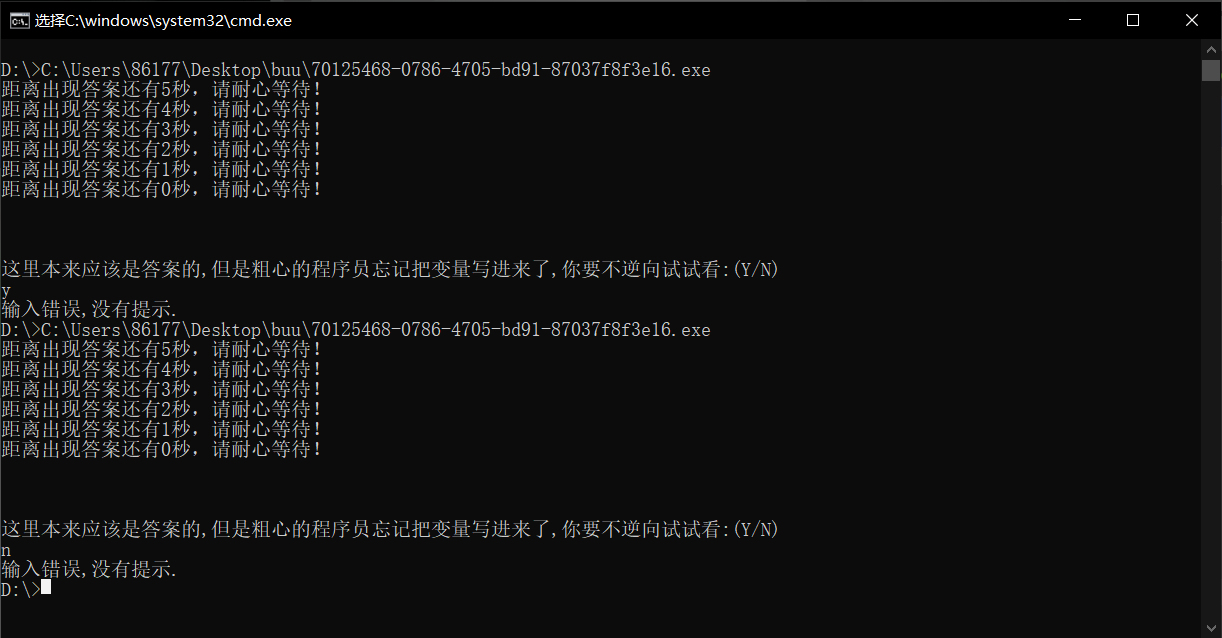 选择C:\windows\system32\cmd.exe
D:\>C:\Users\86177\Desktop\buu\70125468-0786-4705-bd91-87037f8f3e16.exe
距离出现答案还有5秒，请耐心等待！
距离出现答案还有4秒，请耐心等待！
距离出现答案还有3秒，请耐心等待！
距离出现答案还有2秒，请耐心等待！
距离出现答案还有1秒，请耐心等待！
距离出现答案还有0秒，请耐心等待！
这里本来应该是答案的,但是粗心的程序员忘记把变量写进来了,你要不逆向试试看:(Y/N)
y
输入错误,没有提示.
D:\>C:\Users\86177\Desktop\buu\70125468-0786-4705-bd91-87037f8f3e16.exe
距离出现答案还有5秒，请耐心等待！
距离出现答案还有4秒，请耐心等待！
距离出现答案还有3秒，请耐心等待！
距离出现答案还有2秒，请耐心等待！
距离出现答案还有1秒，请耐心等待！
距离出现答案还有0秒，请耐心等待！
这里本来应该是答案的,但是粗心的程序员忘记把变量写进来了,你要不逆向试试看:(Y/N)
n
输入错误,没有提示.
D:\>